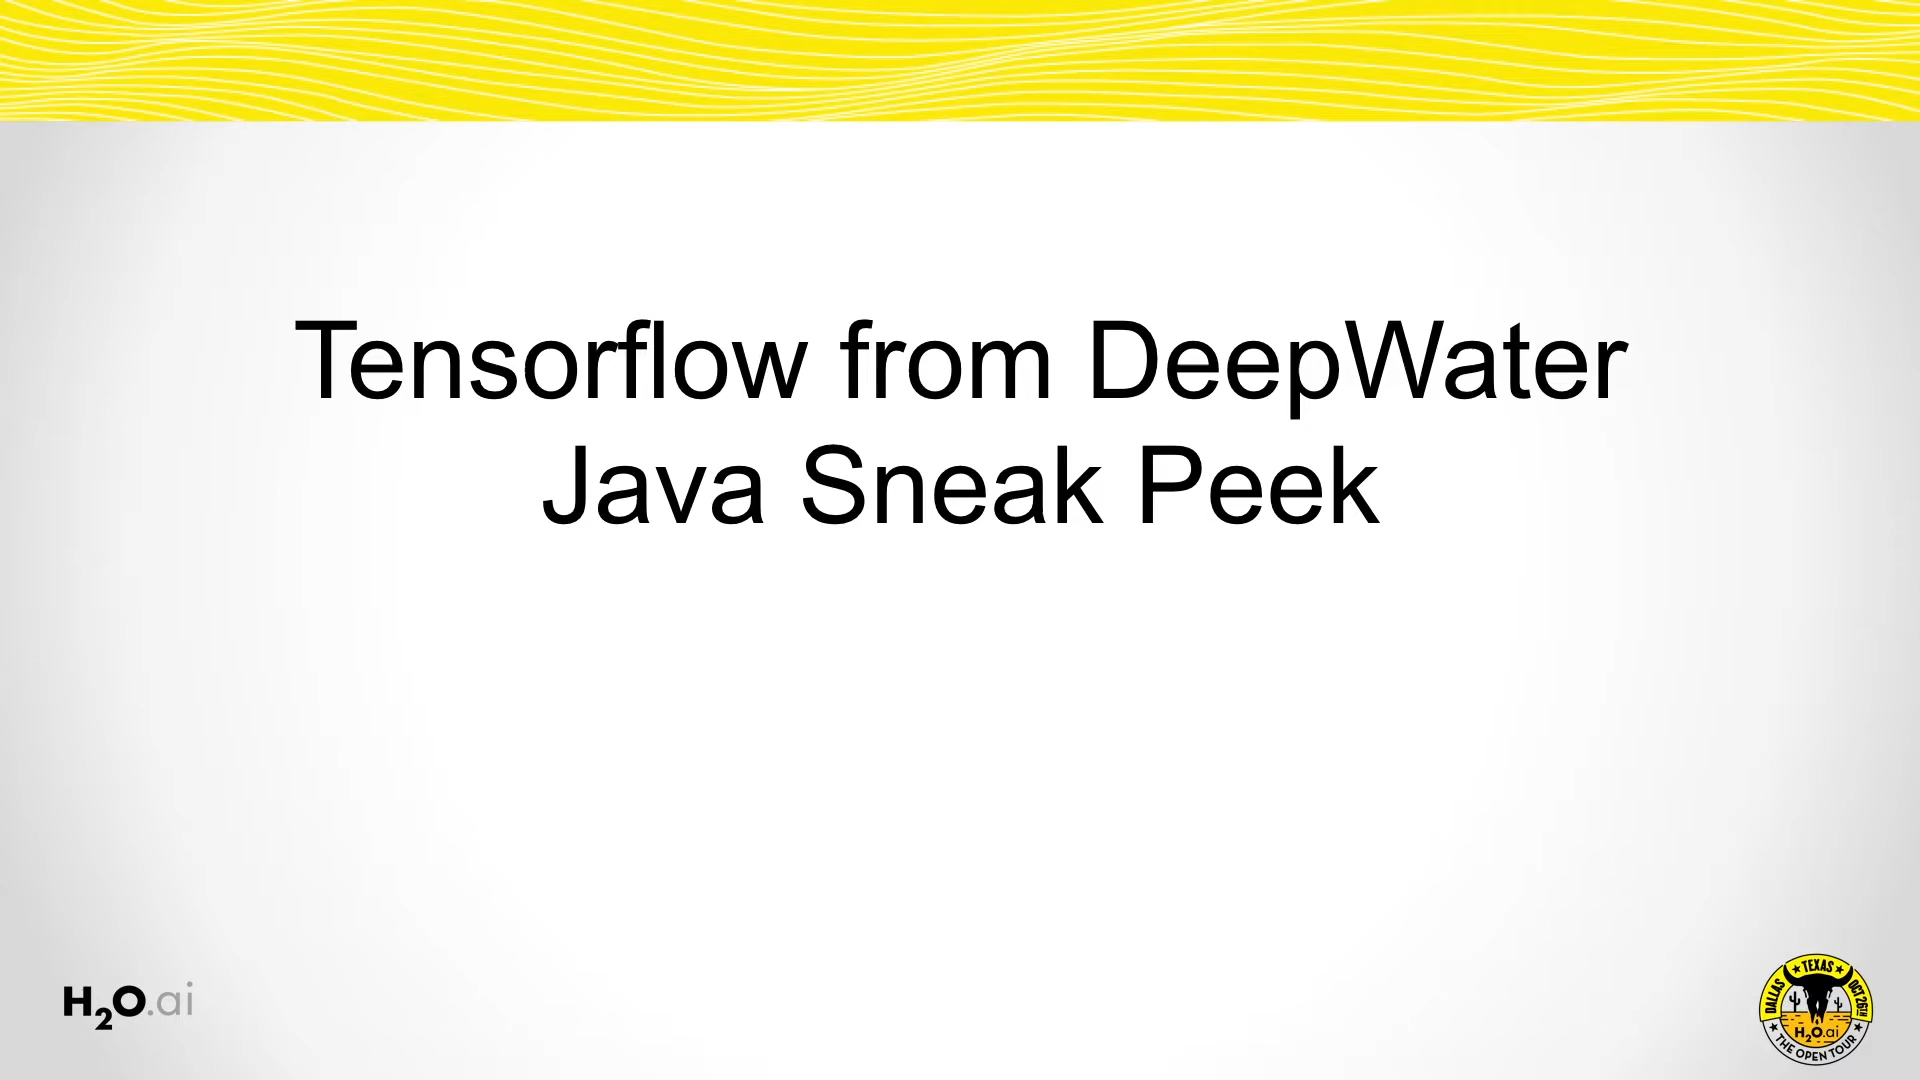 Tensorflow from DeepWater
Java Sneak Peek
H2O.ai
DALLAS ★ TEXAS ★ OCT 26TH
H2O.ai
★ THE OPEN TOUR ★